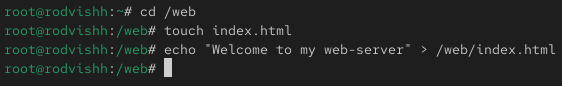 root@rodvishh:~# cd /web
root@rodvishh:/web# touch index.html
root@rodvishh:/web# echo "Welcome to my web-server" > /web/index.html
root@rodvishh:/web#